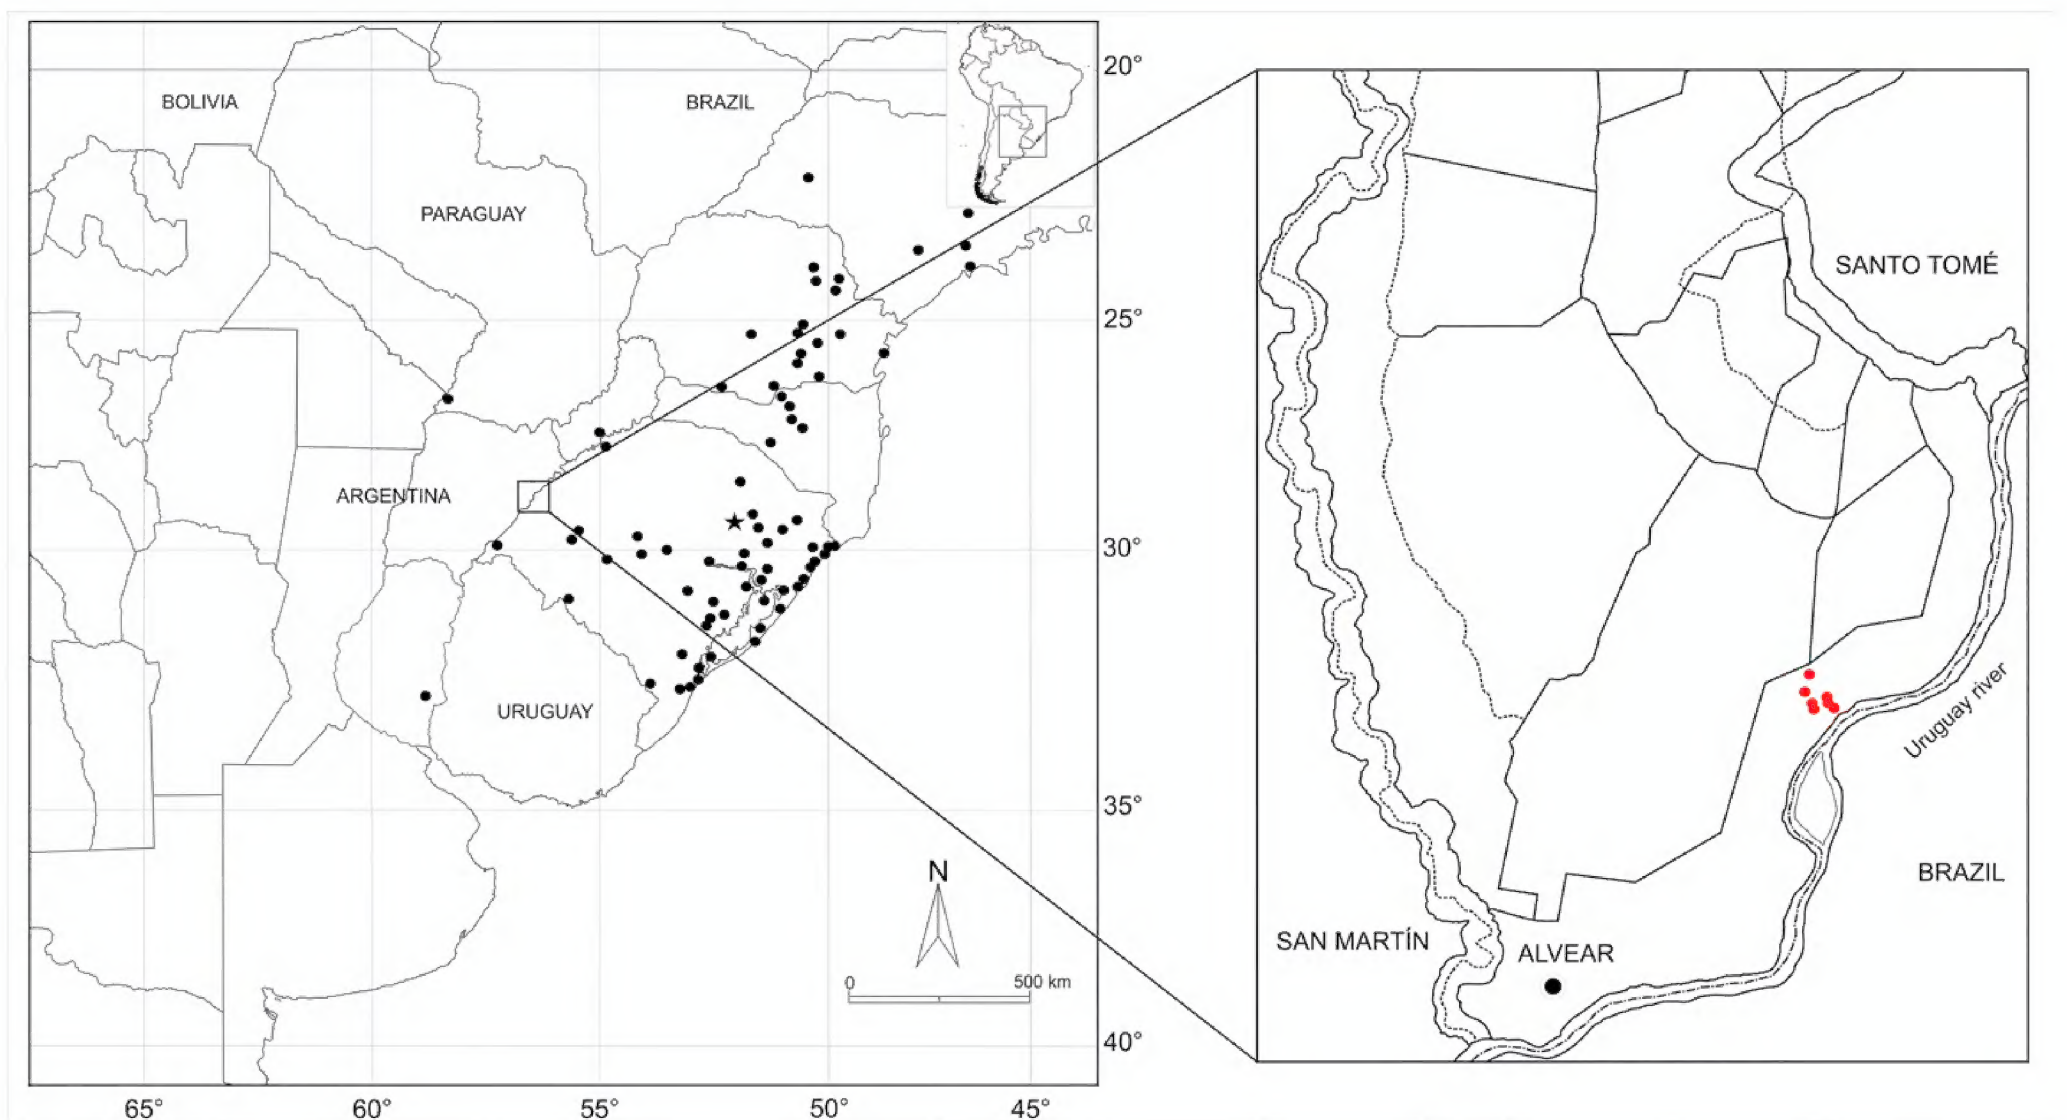 20°
BOLIVIA
BRAZIL
PARAGUAY
SANTO TOMÉ
25°
ARGENTINA
30°
URUGUAY
Uruguay river
35°
BRAZIL
N
SAN MARTÍN
ALVEAR
0
500 km
40°
65°
60°
55°
50°
45°